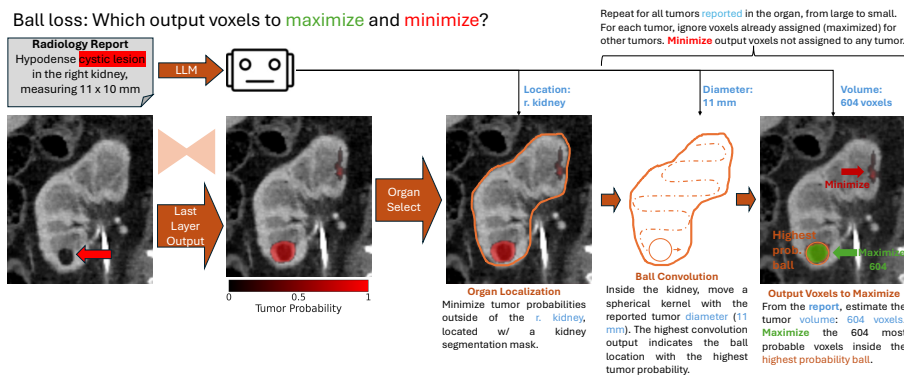 Ball loss: Which output voxels to maximize and minimize?
Repeat for all tumors reported in the organ, from large to small.
For each tumor, ignore voxels already assigned (maximized) for
other tumors. Minimize output voxels not assigned to any tumor.
Radiology Report
Hypodense cystic lesion
in the right kidney,
measuring 11 x 10 mm
LLM
Location:
r. kidney
Diameter:
11 mm
Volume:
604 voxels
Last
Layer
Output
Organ
Select
Minimize
Highest
prob.
ball
Maximize
604
0
0.5
1
Tumor Probability
Organ Localization
Minimize tumor probabilities
outside of the r. kidney,
located w/ a kidney
segmentation mask.
Ball Convolution
Inside the kidney, move a
spherical kernel with the
reported tumor diameter (11
mm). The highest convolution
output indicates the ball
location with the highest
tumor probability.
Output Voxels to Maximize
From the report, estimate the
tumor volume: 604 voxels.
Maximize the 604 most
probable voxels inside the
highest probability ball.